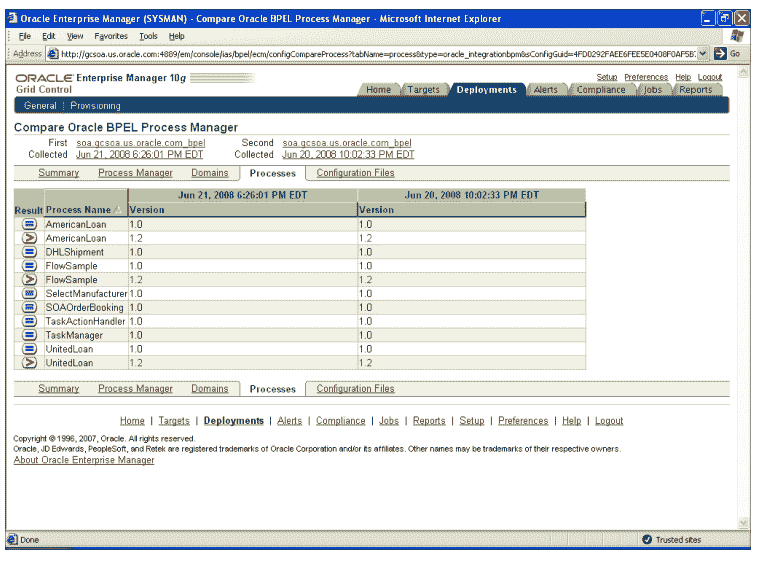 Oracle Enterprise Manager (SYSMAN) - Compare Oracle BPEL Process Manager - Microsoft Internet Explorer
File Edit View Favorites Tools Help
Address http://gcsoa.us.oracle.com:4889/em/console/ias/bpel/ecm/configCompareProcess?tabName=process&type=oracle_integrationbpm&sConfigGuid=4FD0292FAEE6FEE5E0408F0AF5B7 Go
ORACLE Enterprise Manager 10g
Grid Control
Setup Preferences Help Logout
Home Targets Deployments Alerts Compliance Jobs Reports
General Provisioning
Compare Oracle BPEL Process Manager
First soa.gcsoa.us.oracle.com_bpel Second soa.gcsoa.us.oracle.com_bpel
Collected Jun 21, 2008 6:26:01 PM EDT Collected Jun 20, 2008 10:02:33 PM EDT
Summary Process Manager Domains Processes Configuration Files
Jun 21, 2008 6:26:01 PM EDT Jun 20, 2008 10:02:33 PM EDT
Result Process Name Version Version
AmericanLoan 1.0 1.0
AmericanLoan 1.2 1.2
DHLShipment 1.0 1.0
FlowSample 1.0 1.0
FlowSample 1.2 1.2
SelectManufacturer 1.0 1.0
SOAOrderBooking 1.0 1.0
TaskActionHandler 1.0 1.0
TaskManager 1.0 1.0
UnitedLoan 1.0 1.0
UnitedLoan 1.2 1.2
Summary Process Manager Domains Processes Configuration Files
Home | Targets | Deployments | Alerts | Compliance | Jobs | Reports | Setup | Preferences | Help | Logout
Copyright © 1996, 2007, Oracle. All rights reserved.
Oracle, JD Edwards, PeopleSoft, and Retek are registered trademarks of Oracle Corporation and/or its affiliates. Other names may be trademarks of their respective owners.
About Oracle Enterprise Manager
Done Trusted sites